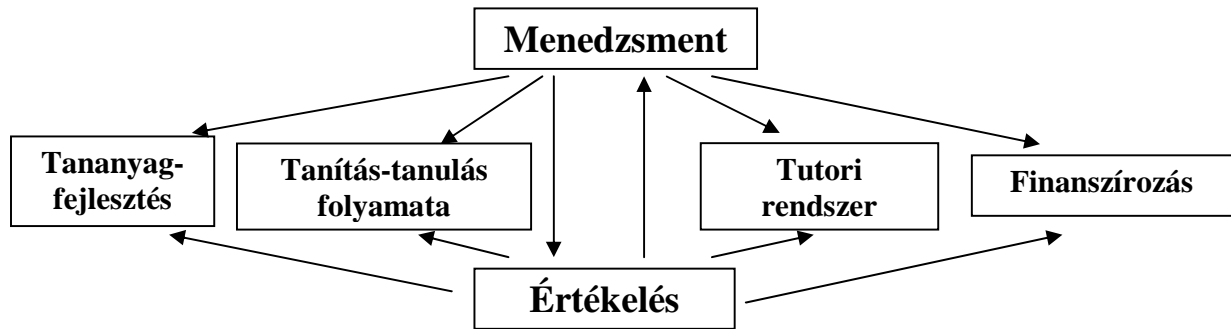 Menedzsment
Tananyag-
fejlesztés
Tanítás-tanulás
folyamata
Tutori
rendszer
Finanszírozás
Értékelés